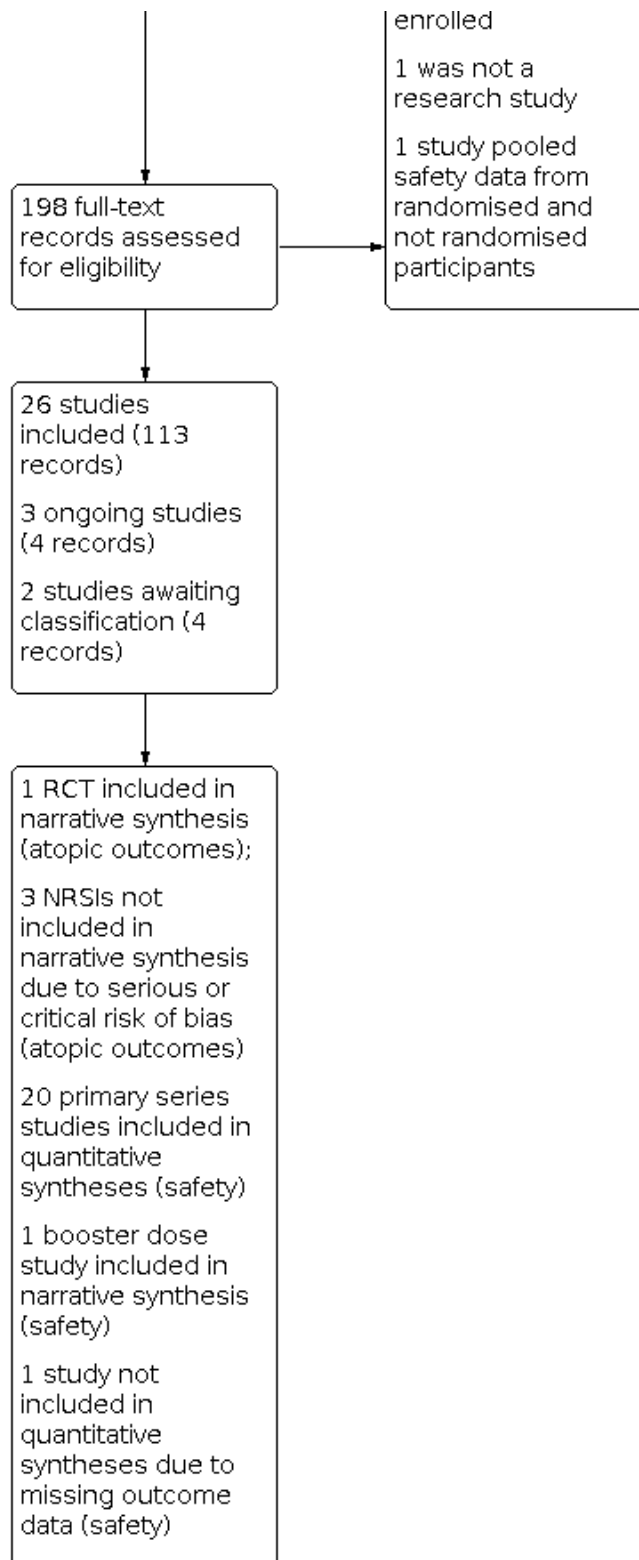 enrolled
1 was not a
research study
1 study pooled
safety data from
randomised and
not randomised
participants
198 full-text
records assessed
for eligibility
26 studies
included (113
records)
3 ongoing studies
(4 records)
2 studies awaiting
classification (4
records)
1 RCT included in
narrative synthesis
(atopic outcomes);
3 NRSIs not
included in
narrative synthesis
due to serious or
critical risk of bias
(atopic outcomes)
20 primary series
studies included in
quantitative
syntheses (safety)
1 booster dose
study included in
narrative synthesis
(safety)
1 study not
included in
quantitative
syntheses due to
missing outcome
data (safety)